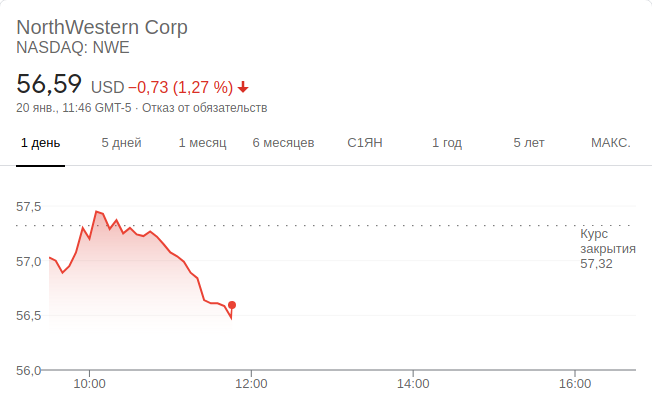 NorthWestern Corp
NASDAQ: NWE
56,59 USD −0,73 (1,27 %)
20 янв., 11:46 GMT-5 · Отказ от обязательств
1 день 5 дней 1 месяц 6 месяцев С1ЯН 1 год 5 лет МАКС.
57,5
Курс
закрытия
57,32
57,0
56,5
56,0
10:00 12:00 14:00 16:00